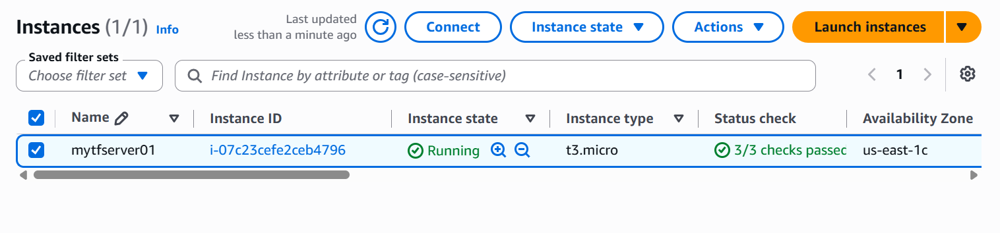 Instances (1/1) Info
Last updated
less than a minute ago
Connect
Instance state
Actions
Launch instances
Saved filter sets
Choose filter set
Find Instance by attribute or tag (case-sensitive)
1
Name Instance ID Instance state Instance type Status check Availability Zone
mytfserver01 i-07c23cefe2ceb4796 Running t3.micro 3/3 checks passed us-east-1c